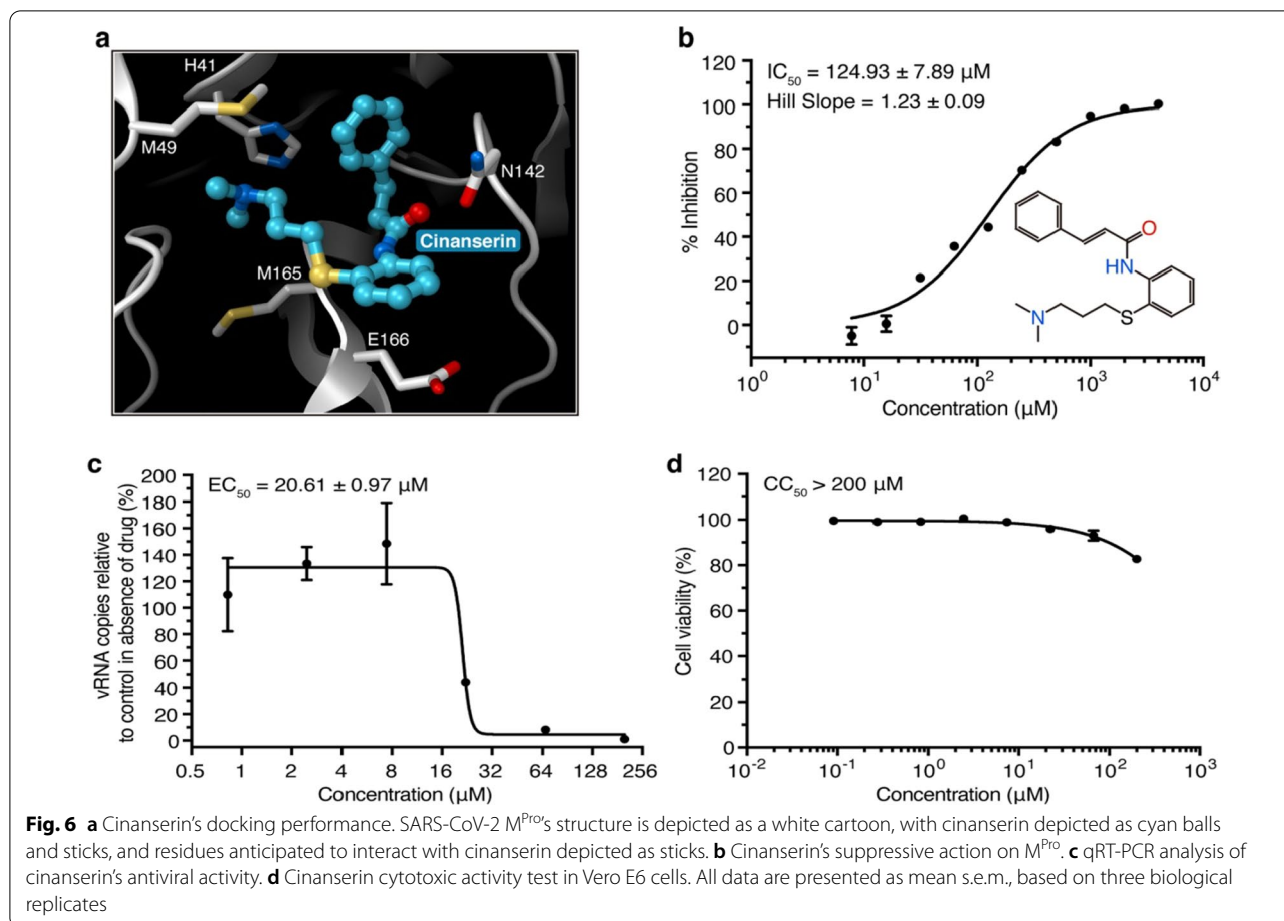 a
H41
M49
N142
Cinanserin
M165
E166
b
IC50 = 124.93 ± 7.89 µM
Hill Slope = 1.23 ± 0.09
% Inhibition
120
100
80
60
40
20
0
10^0 10^1 10^2 10^3 10^4
Concentration (µM)
O
HN
N
S
c
EC50 = 20.61 ± 0.97 µM
vRNA copies relative
to control in absence of drug (%)
200
180
160
140
120
100
80
60
40
20
0
0.5 1 2 4 8 16 32 64 128 256
Concentration (µM)
d
CC50 > 200 µM
Cell viability (%)
120
100
80
60
40
20
0
10^-2 10^-1 10^0 10^1 10^2 10^3
Concentration (µM)
Fig. 6 a Cinanserin's docking performance. SARS-CoV-2 M^Pro's structure is depicted as a white cartoon, with cinanserin depicted as cyan balls
and sticks, and residues anticipated to interact with cinanserin depicted as sticks. b Cinanserin's suppressive action on M^Pro. c qRT-PCR analysis of
cinanserin's antiviral activity. d Cinanserin cytotoxic activity test in Vero E6 cells. All data are presented as mean s.e.m., based on three biological
replicates